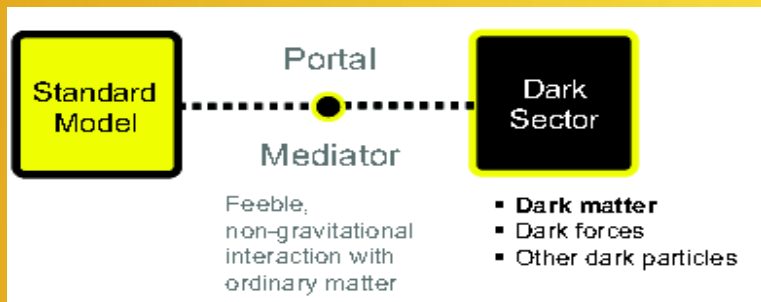 Standard
Model
Portal
Mediator
Feeble,
non-gravitational
interaction with
ordinary matter
Dark
Sector
▪ Dark matter
▪ Dark forces
▪ Other dark particles